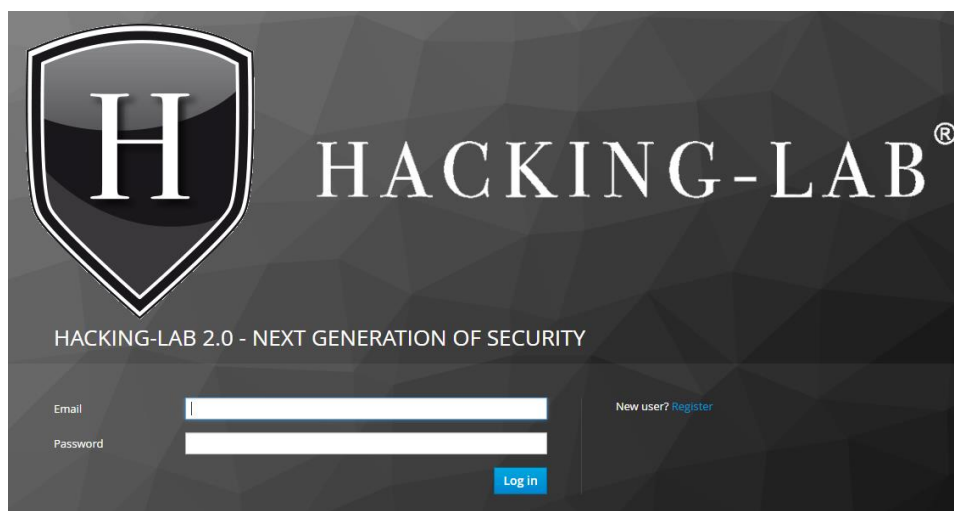 H
HACKING-LAB®
HACKING-LAB 2.0 - NEXT GENERATION OF SECURITY
Email
New user? Register
Password
Log in